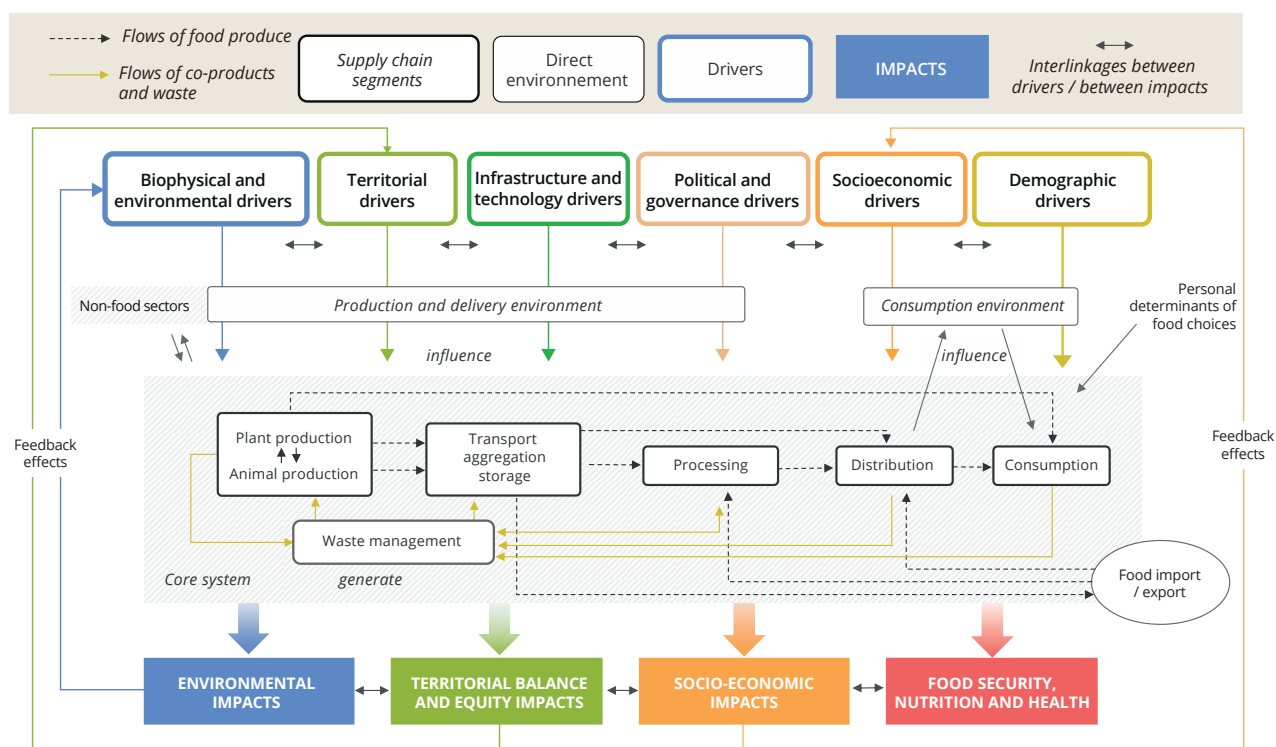 Flows of food produce
Flows of co-products
and waste
Supply chain
segments
Direct
environnement
Drivers
IMPACTS
Interlinkages between
drivers / between impacts
Biophysical and
environmental drivers
Territorial
drivers
Infrastructure and
technology drivers
Political and
governance drivers
Socioeconomic
drivers
Demographic
drivers
Non-food sectors
Production and delivery environment
Consumption environment
Personal
determinants of
food choices
influence
influence
Feedback
effects
Plant production
Animal production
Transport
aggregation
storage
Processing
Distribution
Consumption
Feedback
effects
Waste management
Core system
generate
Food import
/ export
ENVIRONMENTAL
IMPACTS
TERRITORIAL BALANCE
AND EQUITY IMPACTS
SOCIO-ECONOMIC
IMPACTS
FOOD SECURITY,
NUTRITION AND HEALTH